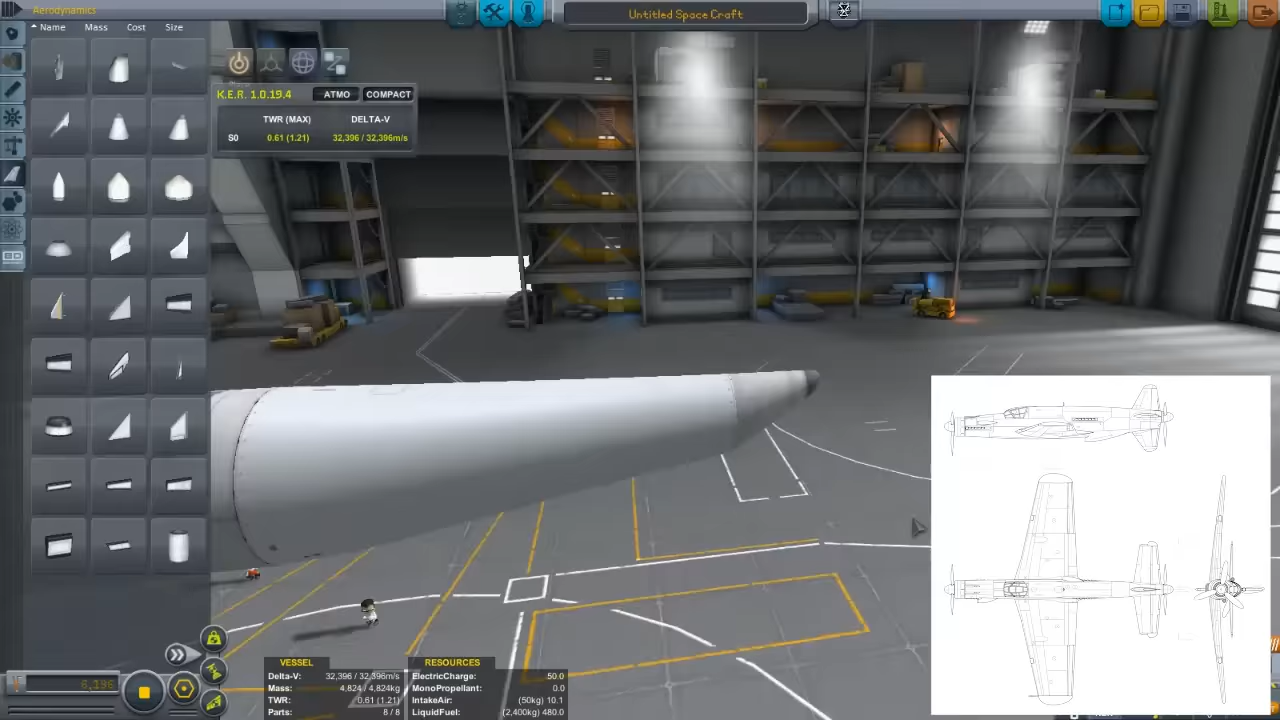 Aerodynamics
Name Mass Cost Size
Untitled Space Craft
K.E.R. 1.0.19.4 ATMO COMPACT
TWR (MAX) DELTA-V
S0 0.61 (1.21) 32,396 / 32,396m/s
6,196
VESSEL
Delta-V: 32,396 / 32,396m/s
Mass: 4,824 / 4,824kg
TWR: 0.61 (1.21)
Parts: 8 / 8
RESOURCES
ElectricCharge: 50.0
MonoPropellant: 0.0
IntakeAir: (50kg) 10.1
LiquidFuel: (2,400kg) 480.0